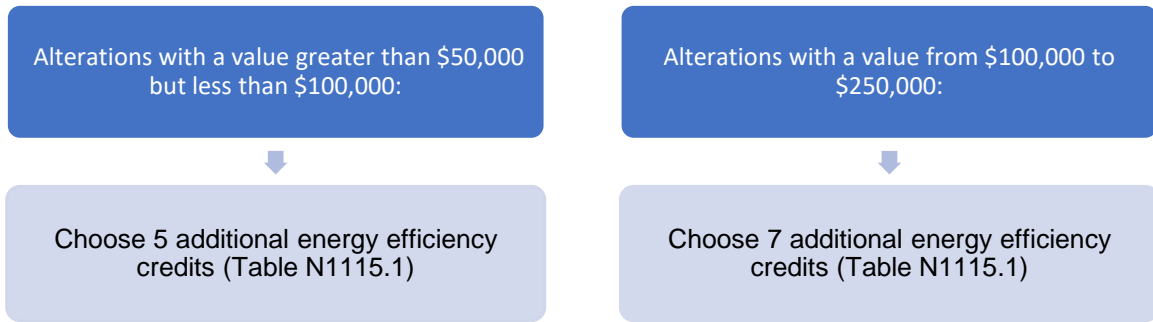 Alterations with a value greater than $50,000
but less than $100,000:
Alterations with a value from $100,000 to
$250,000:
Choose 5 additional energy efficiency
credits (Table N1115.1)
Choose 7 additional energy efficiency
credits (Table N1115.1)